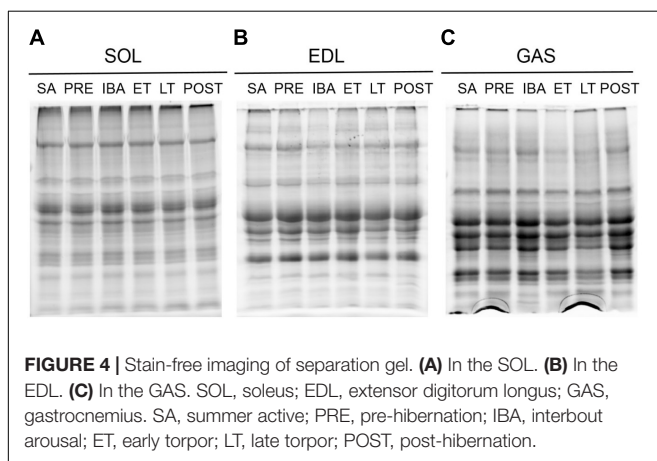 A B C
SOL EDL GAS
SA PRE IBA ET LT POST SA PRE IBA ET LT POST SA PRE IBA ET LT POST
FIGURE 4 | Stain-free imaging of separation gel. (A) In the SOL. (B) In the
EDL. (C) In the GAS. SOL, soleus; EDL, extensor digitorum longus; GAS,
gastrocnemius. SA, summer active; PRE, pre-hibernation; IBA, interbout
arousal; ET, early torpor; LT, late torpor; POST, post-hibernation.